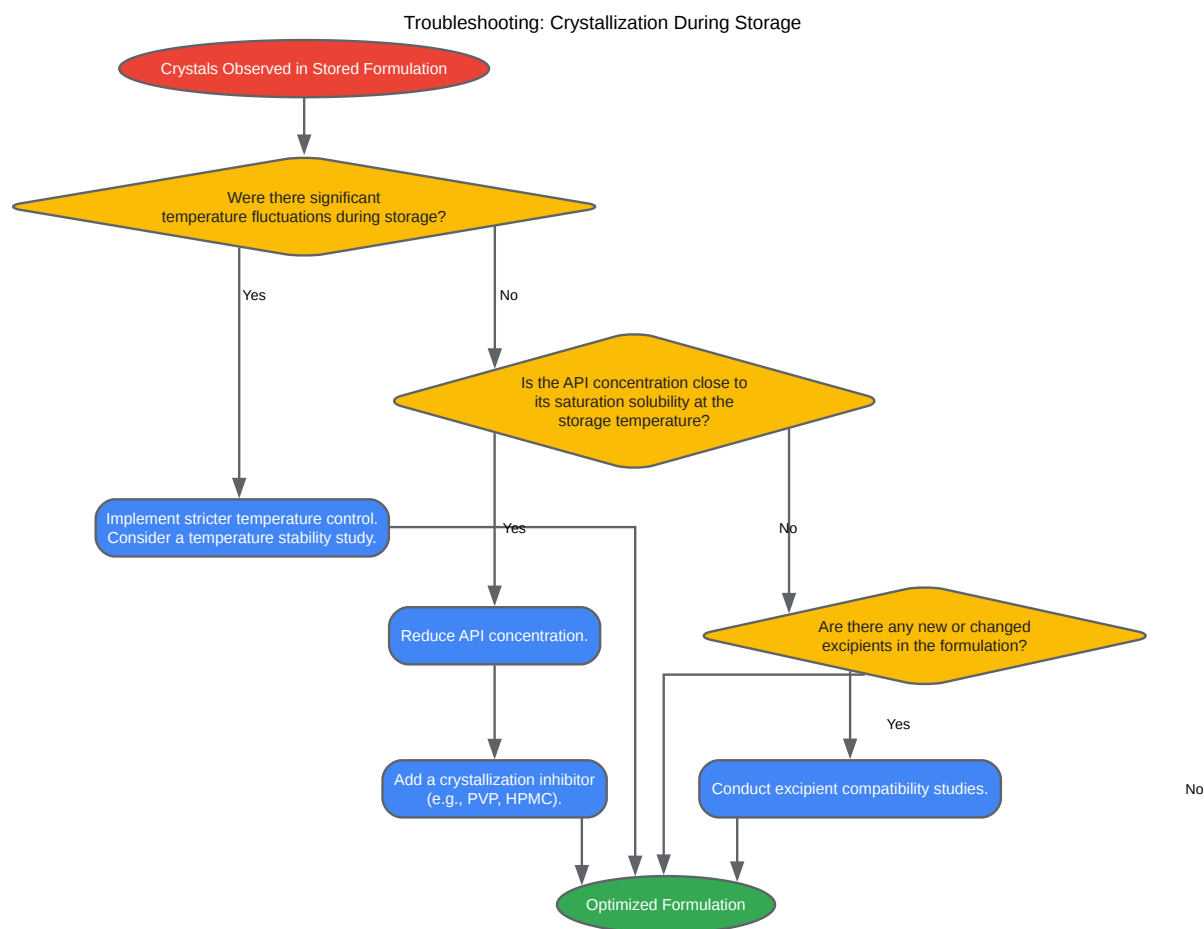 Troubleshooting: Crystallization During Storage
Crystals Observed in Stored Formulation
Were there significant
temperature fluctuations during storage?
Yes
No
Is the API concentration close to
its saturation solubility at the
storage temperature?
Implement stricter temperature control.
Consider a temperature stability study.
Yes
No
Reduce API concentration.
Are there any new or changed
excipients in the formulation?
Yes
Add a crystallization inhibitor
(e.g., PVP, HPMC).
Conduct excipient compatibility studies.
No
Optimized Formulation